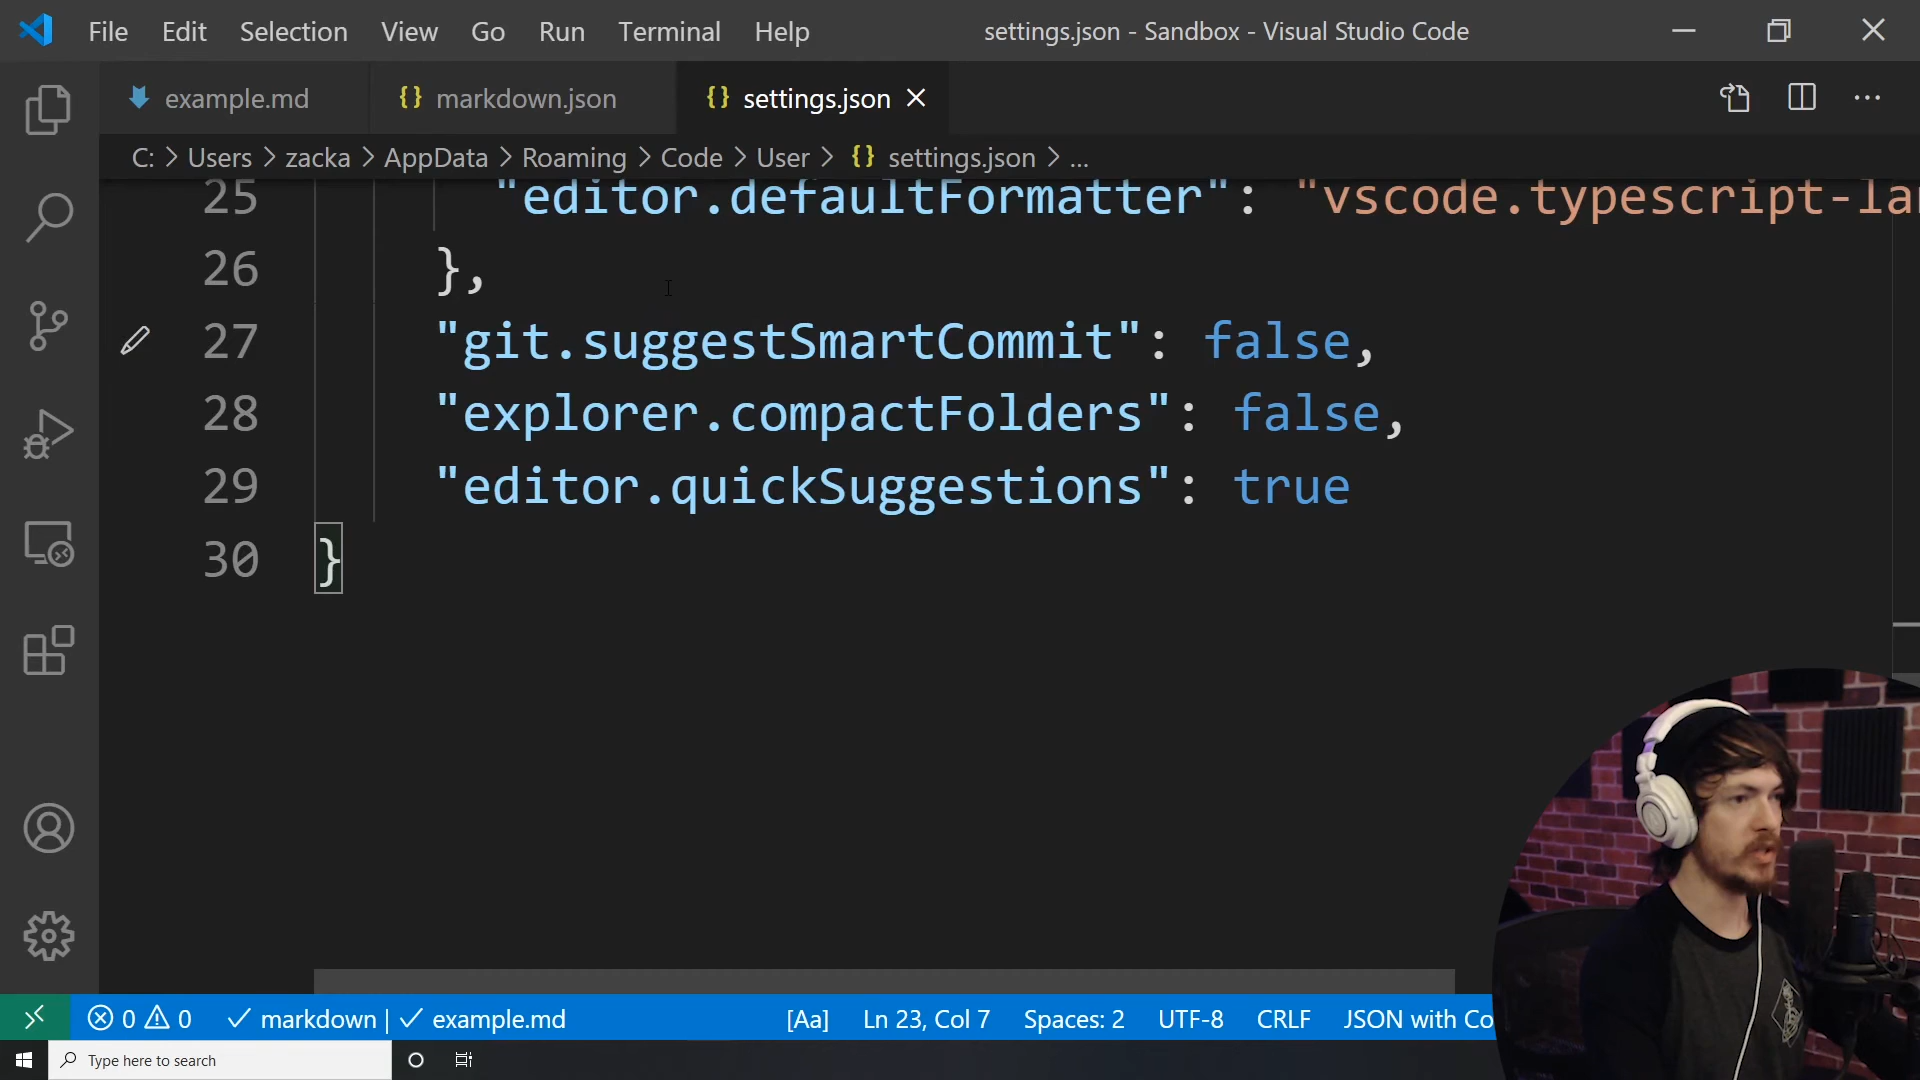 File Edit Selection View Go Run Terminal Help settings.json - Sandbox - Visual Studio Code
example.md {} markdown.json {} settings.json
C: > Users > zacka > AppData > Roaming > Code > User > {} settings.json > ...
25 "editor.defaultFormatter": "vscode.typescript-la
26 },
27 "git.suggestSmartCommit": false,
28 "explorer.compactFolders": false,
29 "editor.quickSuggestions": true
30 }
0 0 markdown | example.md [Aa] Ln 23, Col 7 Spaces: 2 UTF-8 CRLF JSON with Co
Type here to search